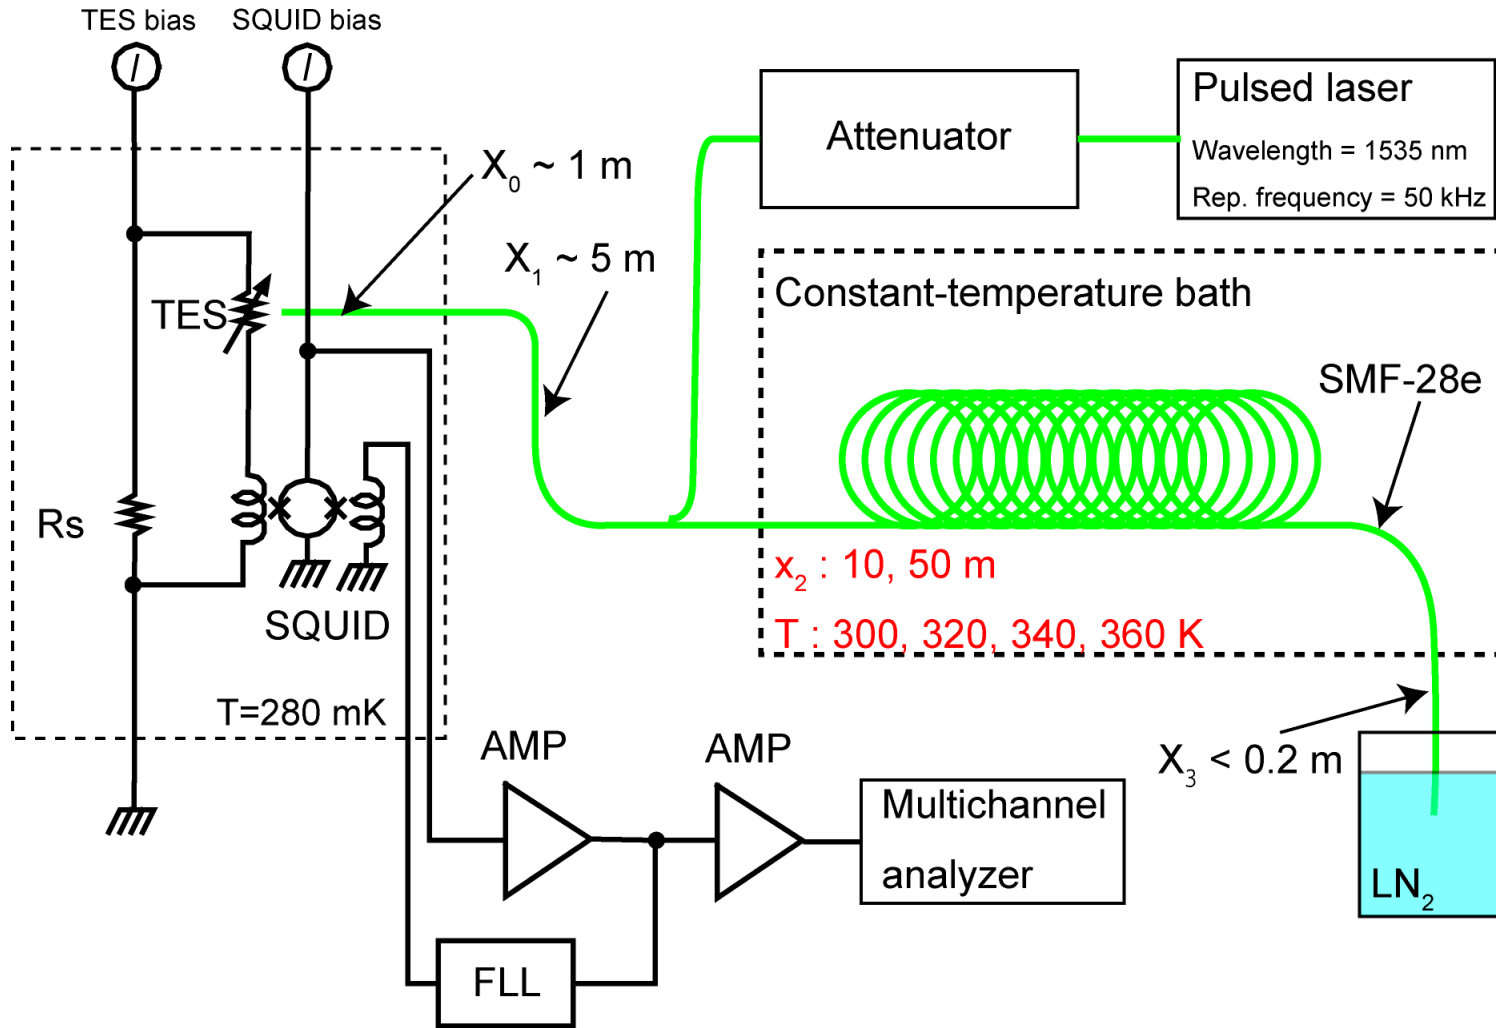 TES bias
SQUID bias
I
I
Attenuator
Pulsed laser
Wavelength = 1535 nm
Rep. frequency = 50 kHz
X₀ ~ 1 m
X₁ ~ 5 m
Constant-temperature bath
TES
SMF-28e
Rs
x₂ : 10, 50 m
SQUID
T : 300, 320, 340, 360 K
T=280 mK
AMP
AMP
X₃ < 0.2 m
Multichannel
analyzer
LN₂
FLL